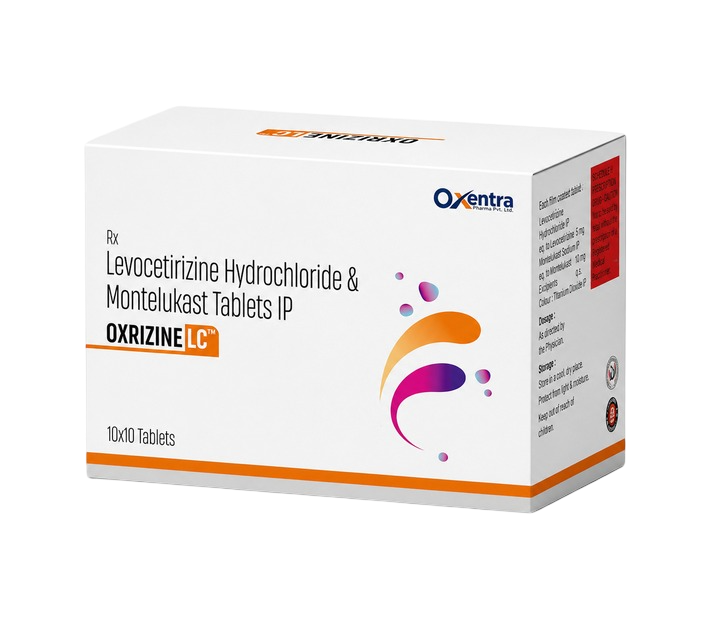 OXRIZINE LC™
Oxentra
Pharma Pvt. Ltd.
Rx
Levocetirizine Hydrochloride &
Montelukast Tablets IP
OXRIZINE LC™
10x10 Tablets
Each film coated tablet :
Levocetirizine
Hydrochloride IP
eq. to Levocetirizine 5 mg
Montelukast Sodium IP
eq. to Montelukast 10 mg
Excipients q.s.
Colour : Titanium Dioxide IP
Dosage :
As directed by
the Physician.
Storage :
Store in a cool, dry place.
Protect from light & moisture.
Keep out of reach of
children.